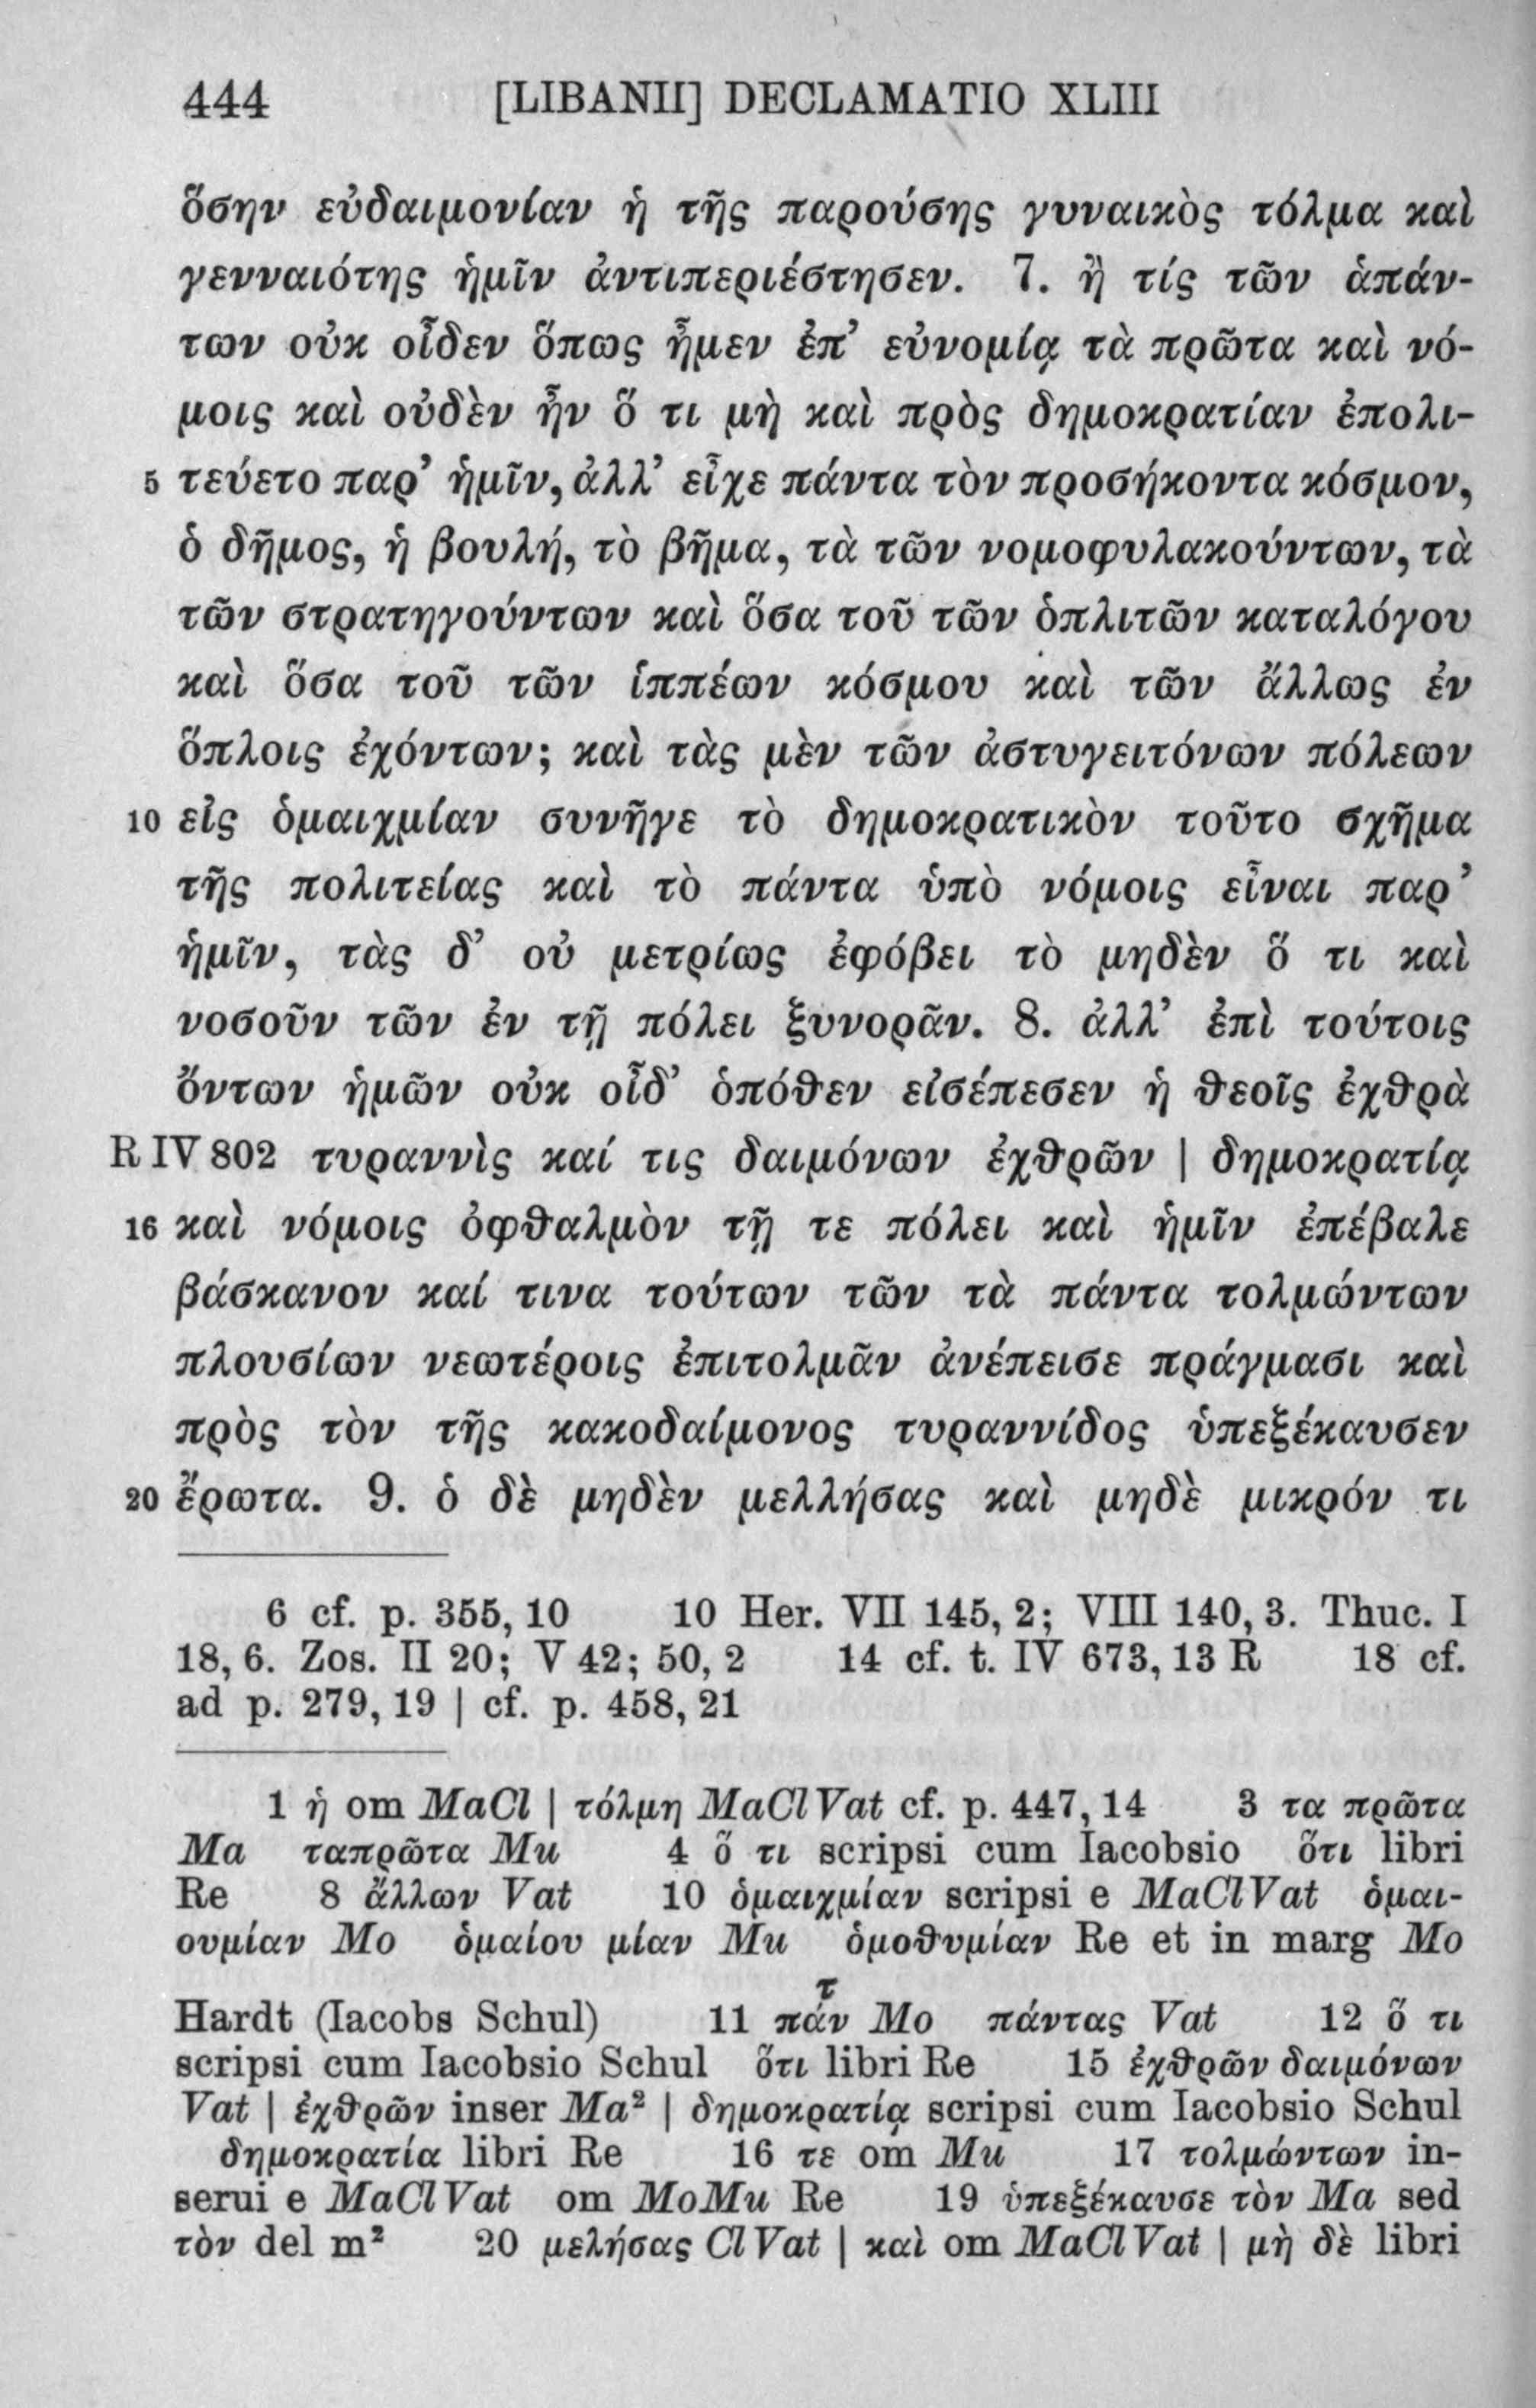 444 [LIBANII] DECLAMATIO XLIII
ὅσην εὐδαιμονίαν ἡ τῆς παρούσης γυναικὸς τόλμα καὶ
γενναιότης ἡμῖν ἀντιπεριέστησεν. 7. ἢ τίς τῶν ἁπάν-
των οὐκ οἶδεν ὅπως ἦμεν ἐπ’ εὐνομίᾳ τὰ πρῶτα καὶ νό-
μοις καὶ οὐδὲν ἦν ὅ τι μὴ καὶ πρὸς δημοκρατίαν ἐπολι-
5 τεύετο παρ’ ἡμῖν, ἀλλ’ εἶχε πάντα τὸν προσήκοντα κόσμον,
ὁ δῆμος, ἡ βουλή, τὸ βῆμα, τὰ τῶν νομοφυλακούντων, τὰ
τῶν στρατηγούντων καὶ ὅσα τοῦ τῶν ὁπλιτῶν καταλόγου
καὶ ὅσα τοῦ τῶν ἱππέων κόσμου καὶ τῶν ἄλλως ἐν
ὅπλοις ἐχόντων; καὶ τὰς μὲν τῶν ἀστυγειτόνων πόλεων
10 εἰς ὁμαιχμίαν συνῆγε τὸ δημοκρατικὸν τοῦτο σχῆμα
τῆς πολιτείας καὶ τὸ πάντα ὑπὸ νόμοις εἶναι παρ’
ἡμῖν, τὰς δ’ οὐ μετρίως ἐφόβει τὸ μηδὲν ὅ τι καὶ
νοσοῦν τῶν ἐν τῇ πόλει ξυνορᾶν. 8. ἀλλ’ ἐπὶ τούτοις
ὄντων ἡμῶν οὐκ οἶδ’ ὁπόθεν εἰσέπεσεν ἡ θεοῖς ἐχθρὰ
R IV 802 τυραννὶς καί τις δαιμόνων ἐχθρῶν | δημοκρατίᾳ
16 καὶ νόμοις ὀφθαλμὸν τῇ τε πόλει καὶ ἡμῖν ἐπέβαλε
βάσκανον καί τινα τούτων τῶν τὰ πάντα τολμώντων
πλουσίων νεωτέροις ἐπιτολμᾶν ἀνέπεισε πράγμασι καὶ
πρὸς τὸν τῆς κακοδαίμονος τυραννίδος ὑπεξέκαυσεν
20 ἔρωτα. 9. ὁ δὲ μηδὲν μελλήσας καὶ μηδὲ μικρόν τι
6 cf. p. 355, 10 10 Her. VII 145, 2; VIII 140, 3. Thuc. I
18, 6. Zos. II 20; V 42; 50, 2 14 cf. t. IV 673, 13 R 18 cf.
ad p. 279, 19 | cf. p. 458, 21
1 ἡ om MaCl | τόλμη MaClVat cf. p. 447, 14 3 τα πρῶτα
Ma ταπρῶτα Mu 4 ὅ τι scripsi cum Iacobsio ὅτι libri
Re 8 ἄλλων Vat 10 ὁμαιχμίαν scripsi e MaClVat ὁμαι-
ουμίαν Mo ὁμαίου μίαν Mu ὁμοθυμίαν Re et in marg Mo
τ
Hardt (Iacobs Schul) 11 πάν Mo πάντας Vat 12 ὅ τι
scripsi cum Iacobsio Schul ὅτι libri Re 15 ἐχθρῶν δαιμόνων
Vat | ἐχθρῶν inser Ma² | δημοκρατίᾳ scripsi cum Iacobsio Schul
δημοκρατία libri Re 16 τε om Mu 17 τολμώντων in-
serui e MaClVat om MoMu Re 19 ὑπεξέκαυσε τὸν Ma sed
τὸν del m² 20 μελήσας ClVat | καὶ om MaClVat | μὴ δὲ libri